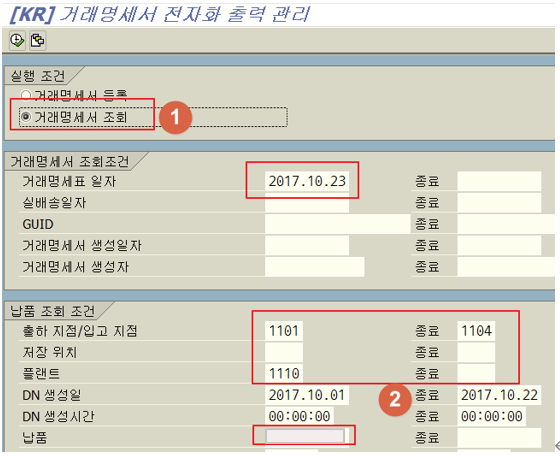 [KR] 거래명세서 전자화 출력 관리
실행 조건
거래명세서 등록
거래명세서 조회
1
거래명세서 조회조건
거래명세표 일자 2017.10.23 종료
실배송일자 종료
GUID 종료
거래명세서 생성일자 종료
거래명세서 생성자 종료
납품 조회 조건
출하 지점/입고 지점 1101 종료 1104
저장 위치 종료
플랜트 1110 종료
2
DN 생성일 2017.10.01 종료 2017.10.22
DN 생성시간 00:00:00 종료 00:00:00
납품 종료